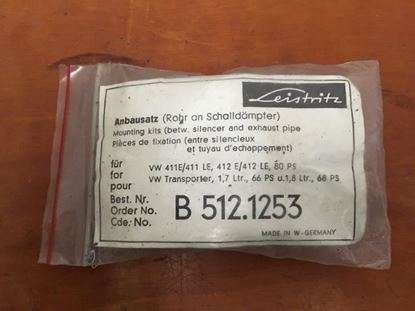 Leistritz
Anbausatz (Rohr an Schalldämpfer)
Mounting kits (betw. silencer and exhaust pipe
Pièces de fixation (entre silencieux
et tuyau d'echappement)
für
for
pour
VW 411E/411 LE, 412 E/412 LE, 80 PS
VW Transporter, 1,7 Ltr., 66 PS u.1,8 Ltr., 68 PS
Best. Nr.
Order No.
Cde. No.
B 512.1253
MADE IN W-GERMANY